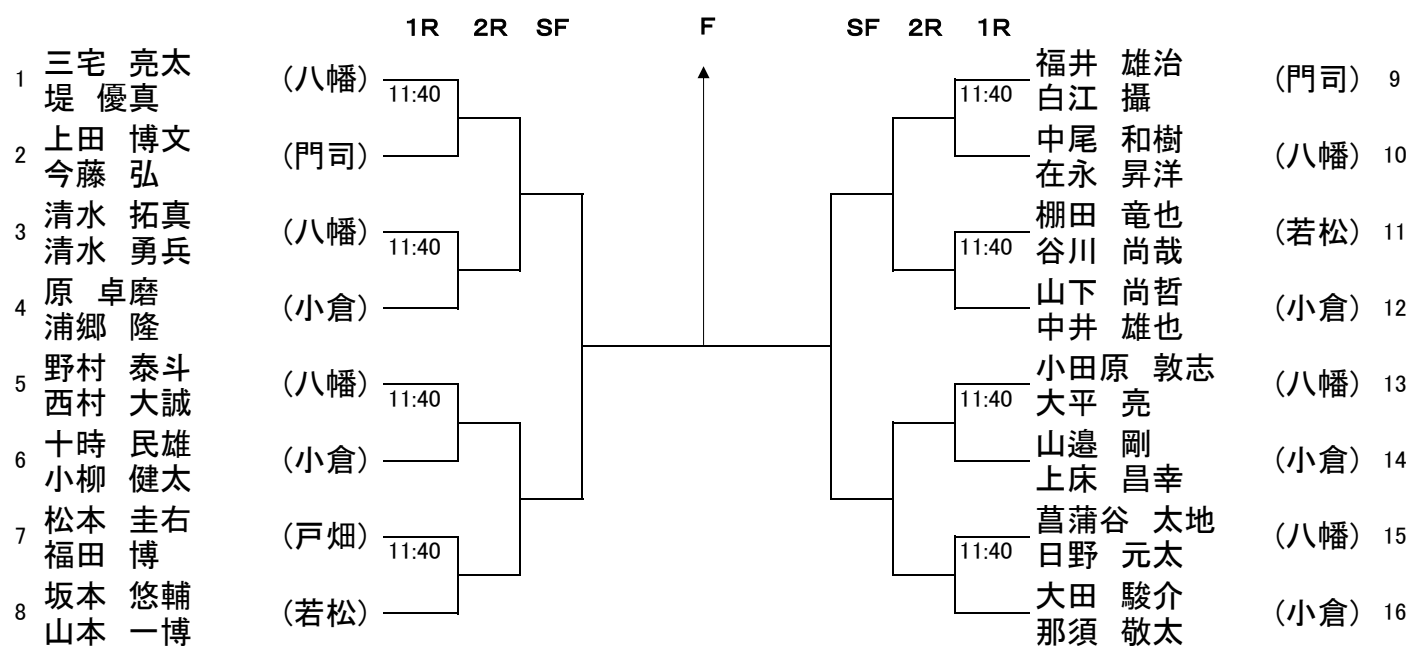 1R 2R SF F SF 2R 1R
1 三宅 亮太 (八幡)
堤 優真
11:40
2 上田 博文 (門司)
今藤 弘
3 清水 拓真 (八幡)
清水 勇兵
11:40
4 原 卓磨 (小倉)
浦郷 隆
5 野村 泰斗 (八幡)
西村 大誠
11:40
6 十時 民雄 (小倉)
小柳 健太
7 松本 圭右 (戸畑)
福田 博
11:40
8 坂本 悠輔 (若松)
山本 一博
福井 雄治 (門司) 9
白江 攝
11:40
中尾 和樹 (八幡) 10
在永 昇洋
棚田 竜也 (若松) 11
谷川 尚哉
11:40
山下 尚哲 (小倉) 12
中井 雄也
小田原 敦志 (八幡) 13
大平 亮
11:40
山邉 剛 (小倉) 14
上床 昌幸
菖蒲谷 太地 (八幡) 15
日野 元太
11:40
大田 駿介 (小倉) 16
那須 敬太